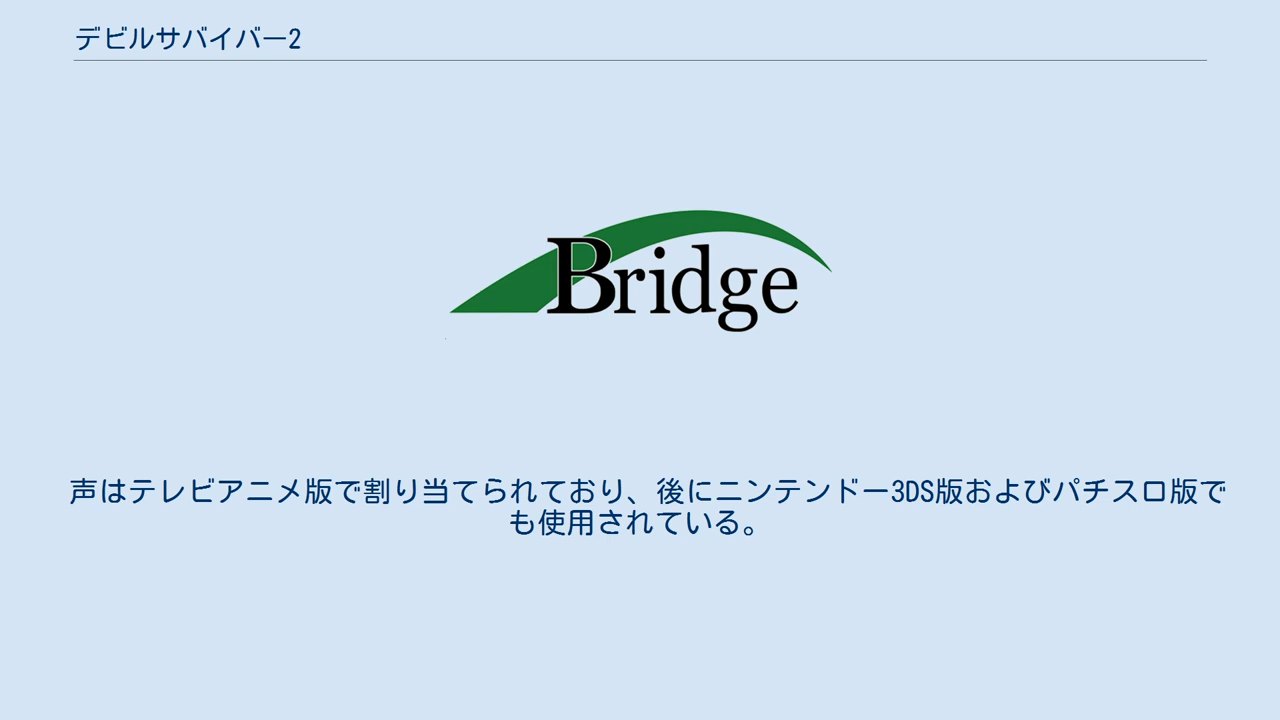 デビルサバイバー2
Bridge
声はテレビアニメ版で割り当てられており、後にニンテンドー3DS版およびパチスロ版で
も使用されている。